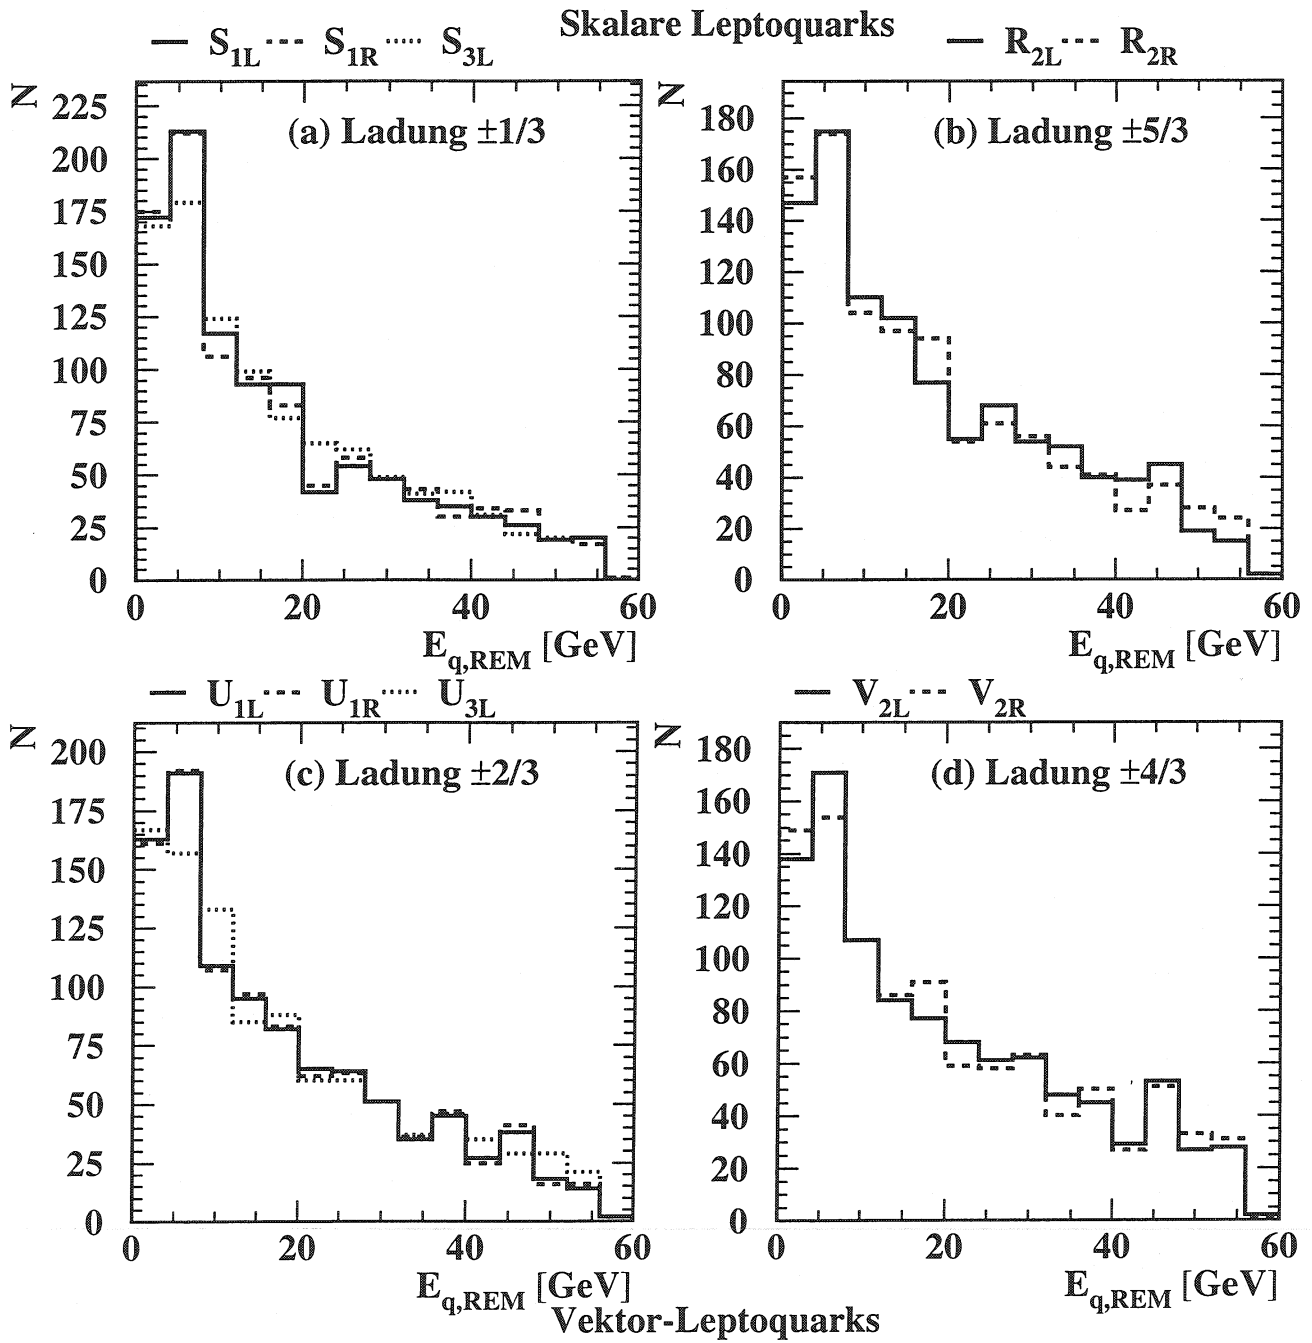 Skalare Leptoquarks
S1L S1R S3L
R2L R2R
N
(a) Ladung ±1/3
225
200
175
150
125
100
75
50
25
0
0 20 40 60
Eq,REM [GeV]
N
(b) Ladung ±5/3
180
160
140
120
100
80
60
40
20
0
0 20 40 60
Eq,REM [GeV]
U1L U1R U3L
V2L V2R
N
(c) Ladung ±2/3
200
175
150
125
100
75
50
25
0
0 20 40 60
Eq,REM [GeV]
N
(d) Ladung ±4/3
180
160
140
120
100
80
60
40
20
0
0 20 40 60
Eq,REM [GeV]
Vektor-Leptoquarks